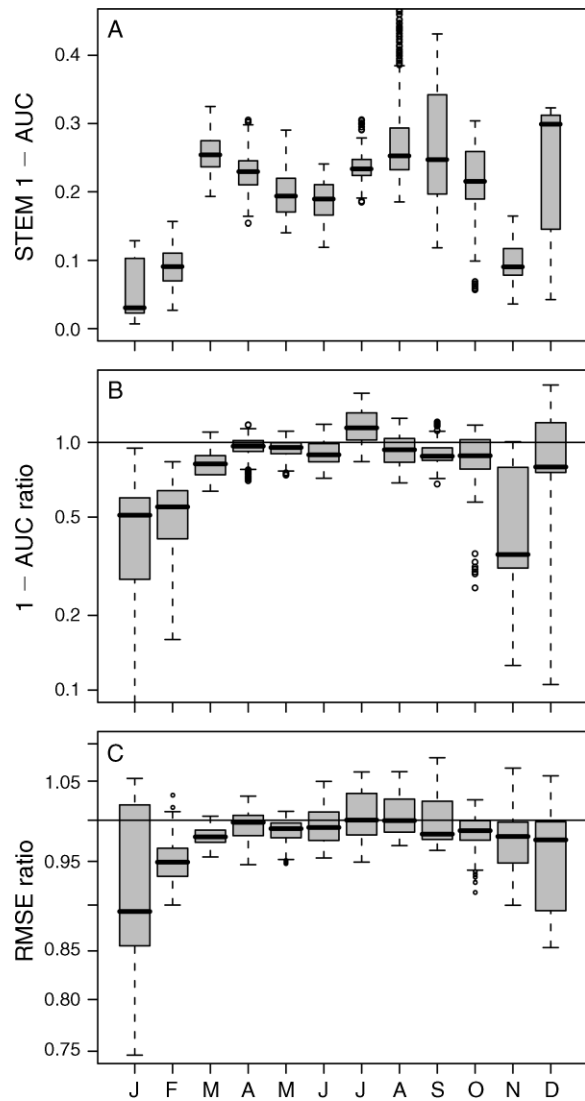 A
STEM 1 − AUC
0.4
0.3
0.2
0.1
0.0
B
1 − AUC ratio
1.0
0.5
0.2
0.1
C
RMSE ratio
1.05
0.95
0.85
0.80
0.75
J F M A M J J A S O N D